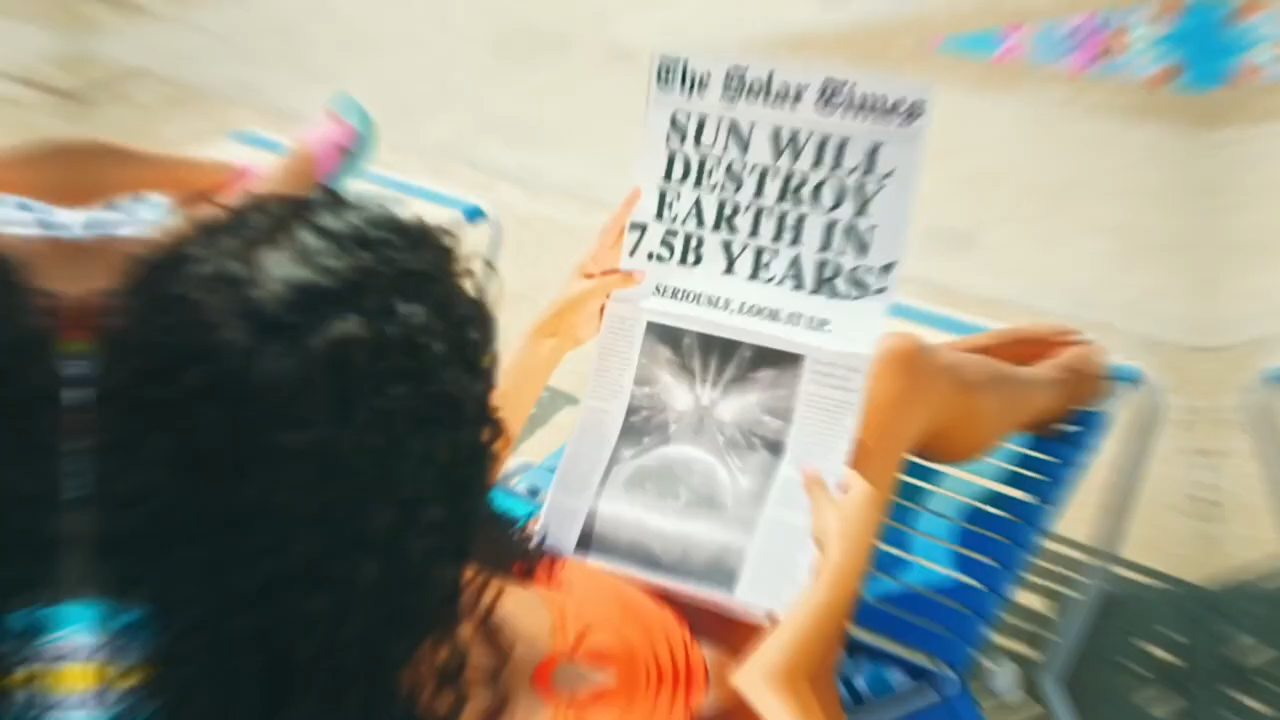 The Solar Times
SUN WILL
DESTROY
EARTH IN
7.5B YEARS!
SERIOUSLY, LOOK IT UP.